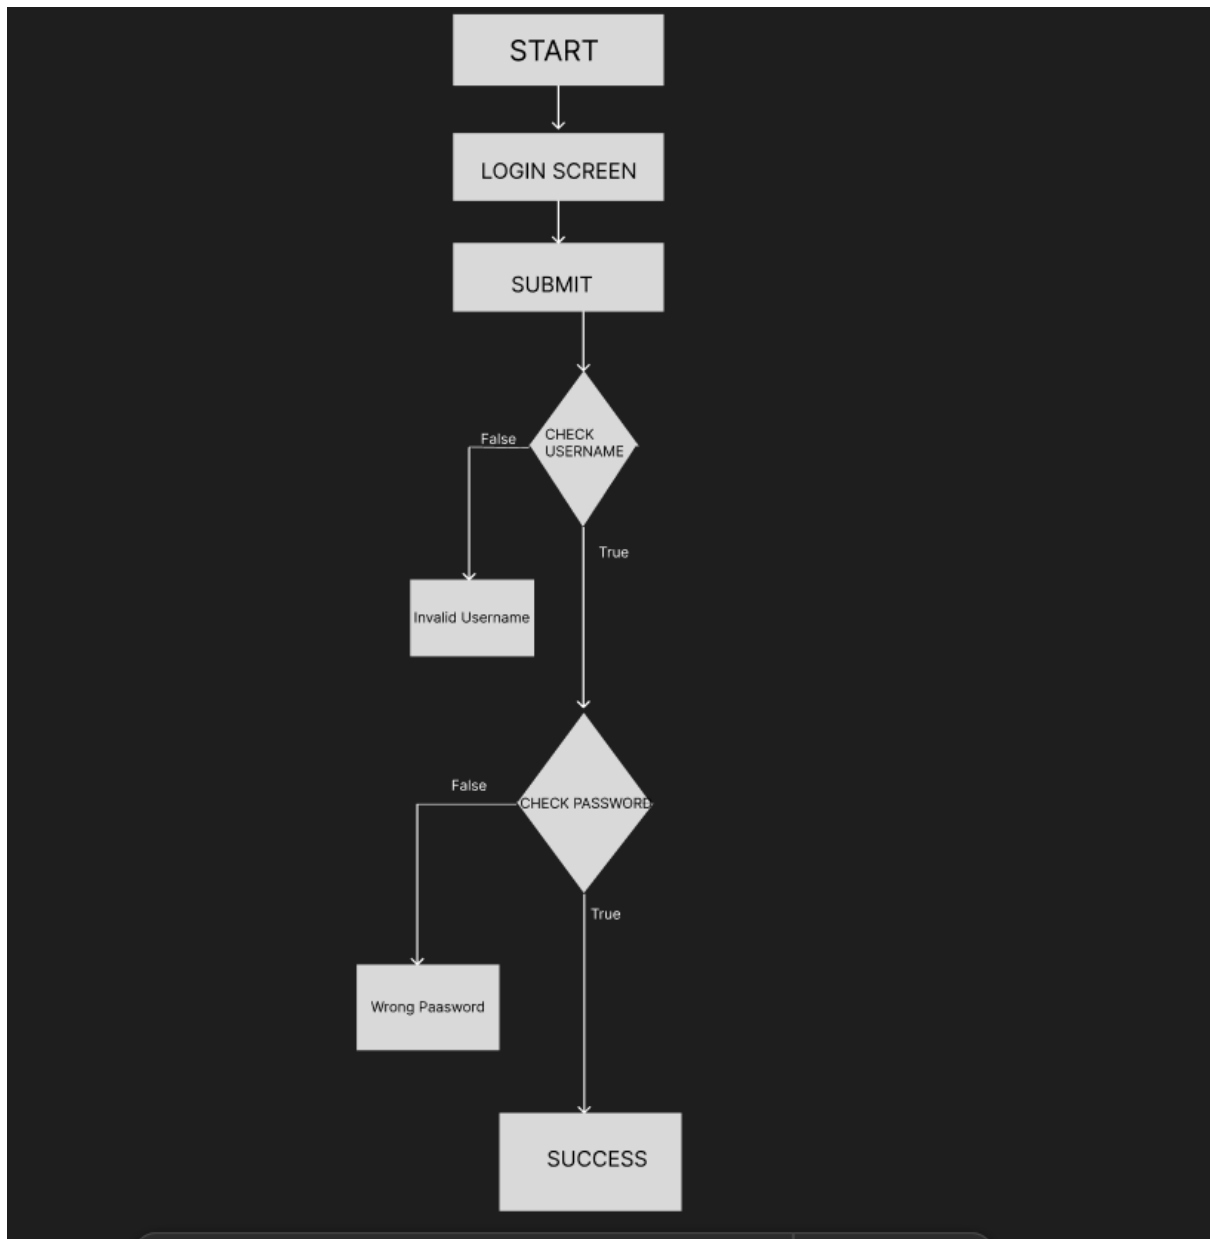 START
LOGIN SCREEN
SUBMIT
CHECK
USERNAME
False
True
Invalid Username
False
CHECK PASSWORD
True
Wrong Paasword
SUCCESS